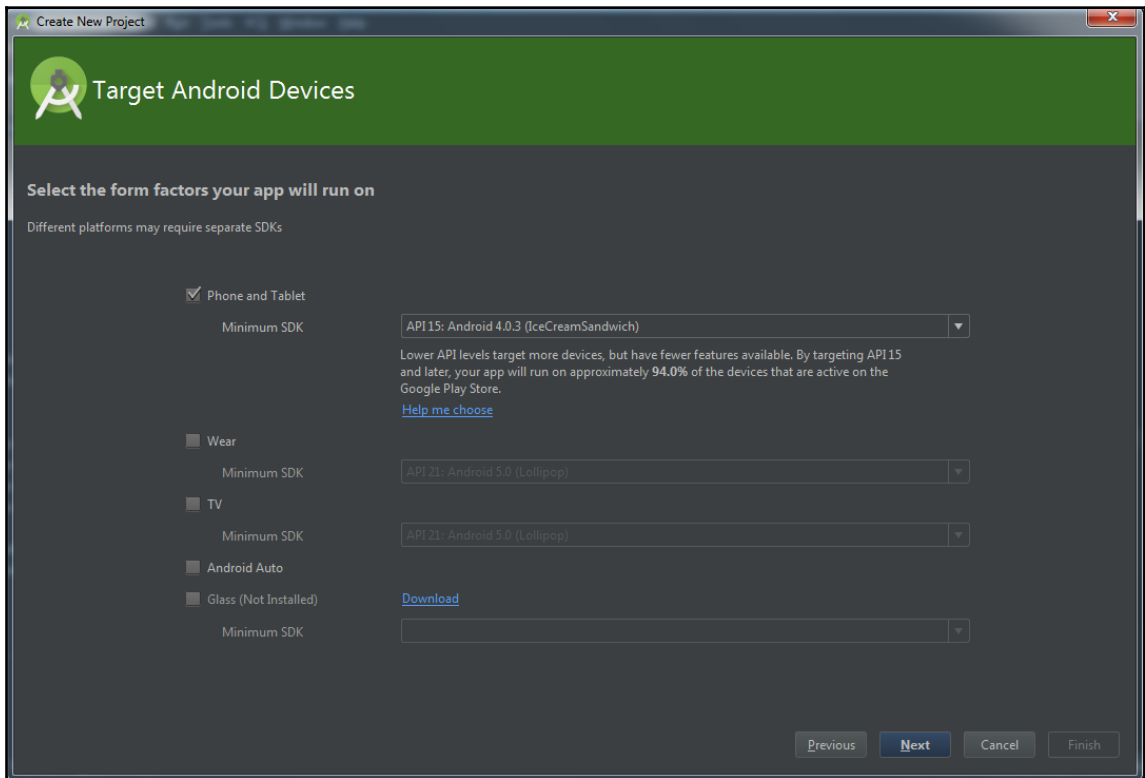 Create New Project
Target Android Devices
Select the form factors your app will run on
Different platforms may require separate SDKs
Phone and Tablet
Minimum SDK
API 15: Android 4.0.3 (IceCreamSandwich)
Lower API levels target more devices, but have fewer features available. By targeting API 15
and later, your app will run on approximately 94.0% of the devices that are active on the
Google Play Store.
Help me choose
Wear
Minimum SDK
API 21: Android 5.0 (Lollipop)
TV
Minimum SDK
API 21: Android 5.0 (Lollipop)
Android Auto
Glass (Not Installed)
Download
Minimum SDK
Previous
Next
Cancel
Finish